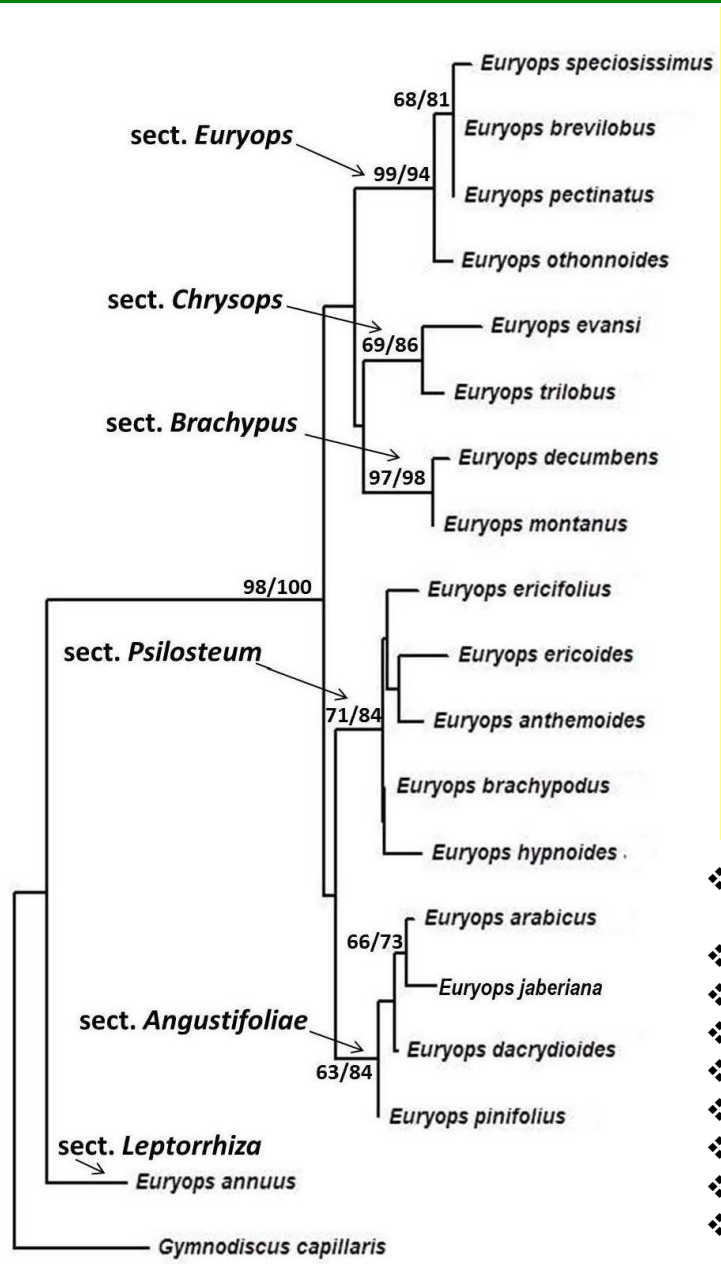 Euryops speciosissimus
68/81
sect. Euryops
Euryops brevilobus
99/94
Euryops pectinatus
Euryops othonnoides
sect. Chrysops
Euryops evansi
69/86
Euryops trilobus
sect. Brachypus
Euryops decumbens
97/98
Euryops montanus
98/100
Euryops ericifolius
sect. Psilosteum
Euryops ericoides
71/84
Euryops anthemoides
Euryops brachypodus
Euryops hypnoides .
Euryops arabicus
66/73
Euryops jaberiana
sect. Angustifoliae
Euryops dacrydioides
63/84
Euryops pinifolius
sect. Leptorrhiza
Euryops annuus
Gymnodiscus capillaris